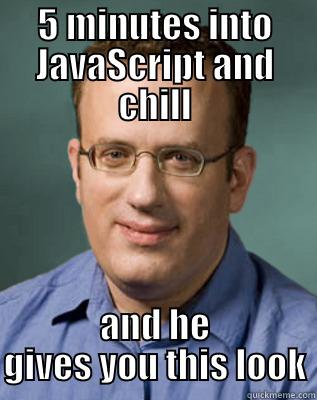 5 minutes into
JavaScript and
chill
and he
gives you this look
quickmeme.com